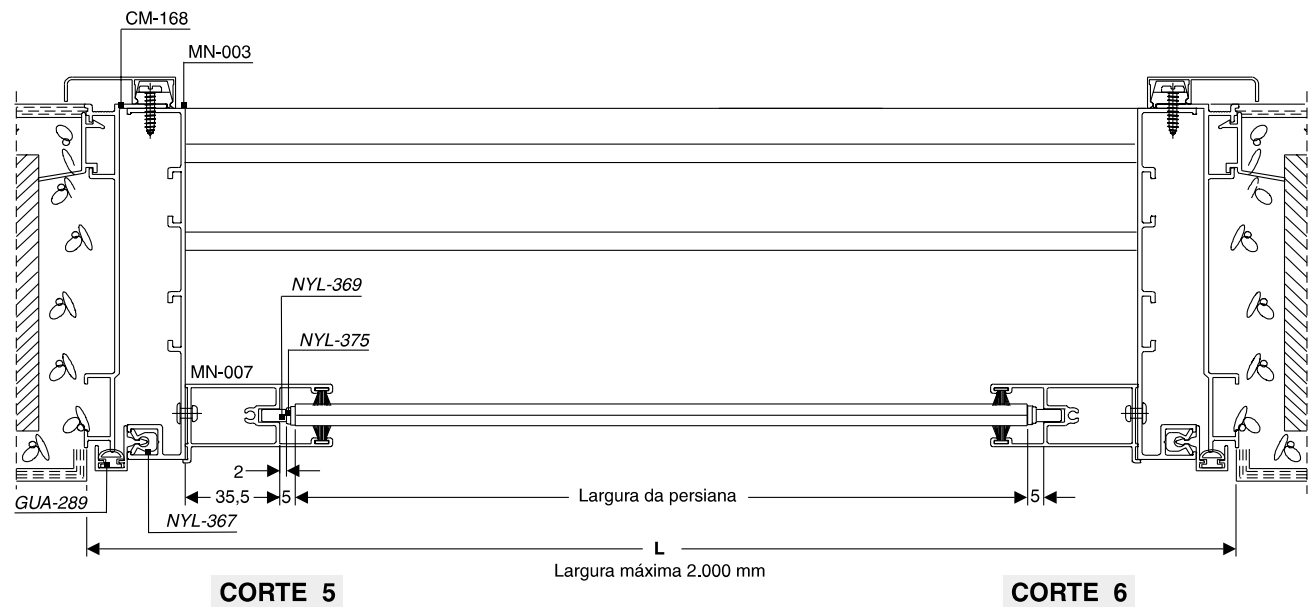 CM-168
MN-003
NYL-369
NYL-375
MN-007
2
35,5
5
Largura da persiana
5
GUA-289
NYL-367
L
Largura máxima 2.000 mm
CORTE 5
CORTE 6